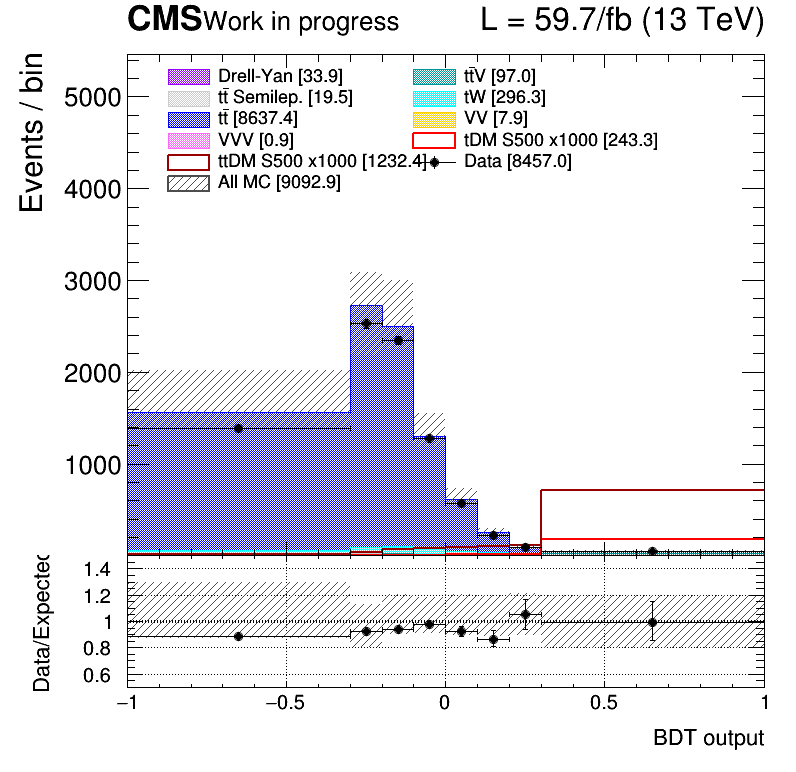 CMS Work in progress L = 59.7/fb (13 TeV)
Events / bin
5000
4000
3000
2000
1000
Drell-Yan [33.9] tt̄V [97.0]
tt̄ Semilep. [19.5] tW [296.3]
tt̄ [8637.4] VV [7.9]
VVV [0.9] tDM S500 x1000 [243.3]
ttDM S500 x1000 [1232.4] Data [8457.0]
All MC [9092.9]
Data/Expected
1.4
1.2
1
0.8
0.6
−1 −0.5 0 0.5 1
BDT output